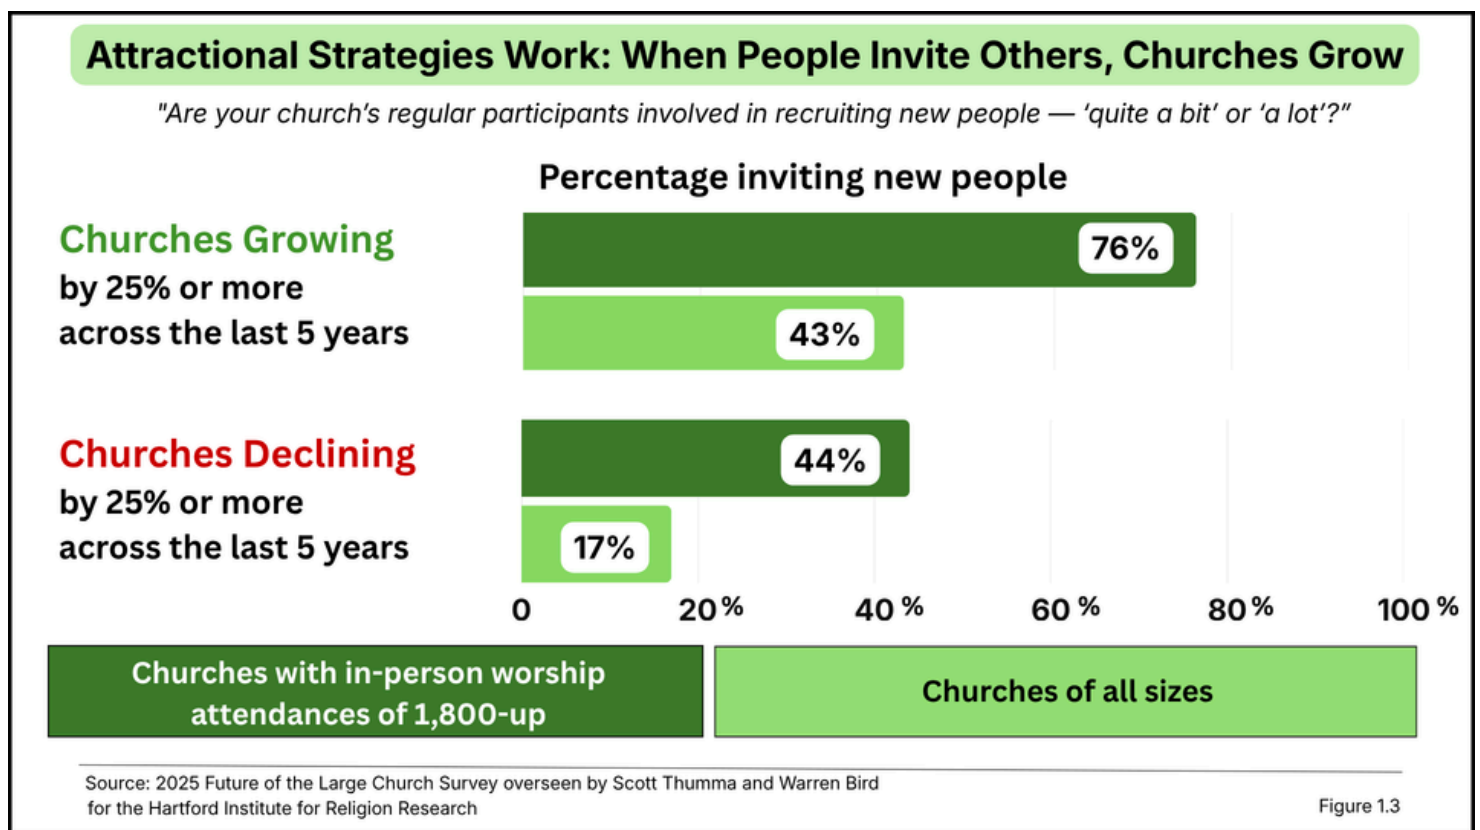 Attractional Strategies Work: When People Invite Others, Churches Grow
"Are your church’s regular participants involved in recruiting new people — ‘quite a bit’ or ‘a lot’?”
Percentage inviting new people
Churches Growing
by 25% or more
across the last 5 years
76%
43%
Churches Declining
by 25% or more
across the last 5 years
44%
17%
0 20 % 40 % 60 % 80 % 100 %
Churches with in-person worship
attendances of 1,800-up
Churches of all sizes
Source: 2025 Future of the Large Church Survey overseen by Scott Thumma and Warren Bird
for the Hartford Institute for Religion Research
Figure 1.3